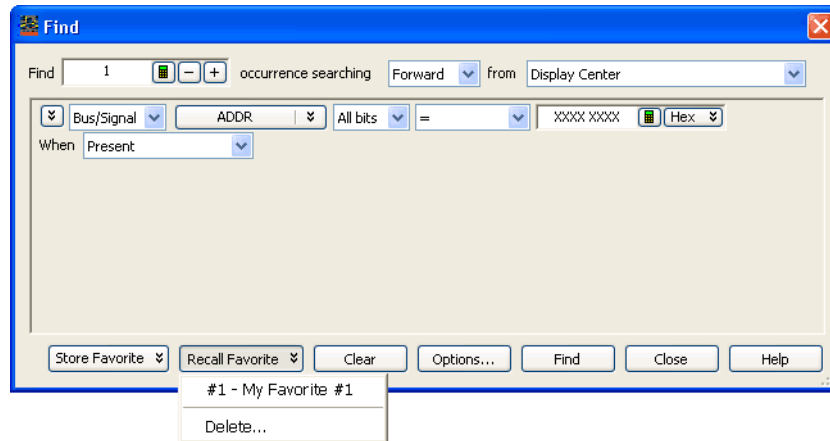 Find
Find 1 - + occurrence searching Forward from Display Center
Bus/Signal ADDR All bits = XXXX XXXX Hex
When Present
Store Favorite Recall Favorite Clear Options... Find Close Help
#1 - My Favorite #1
Delete...